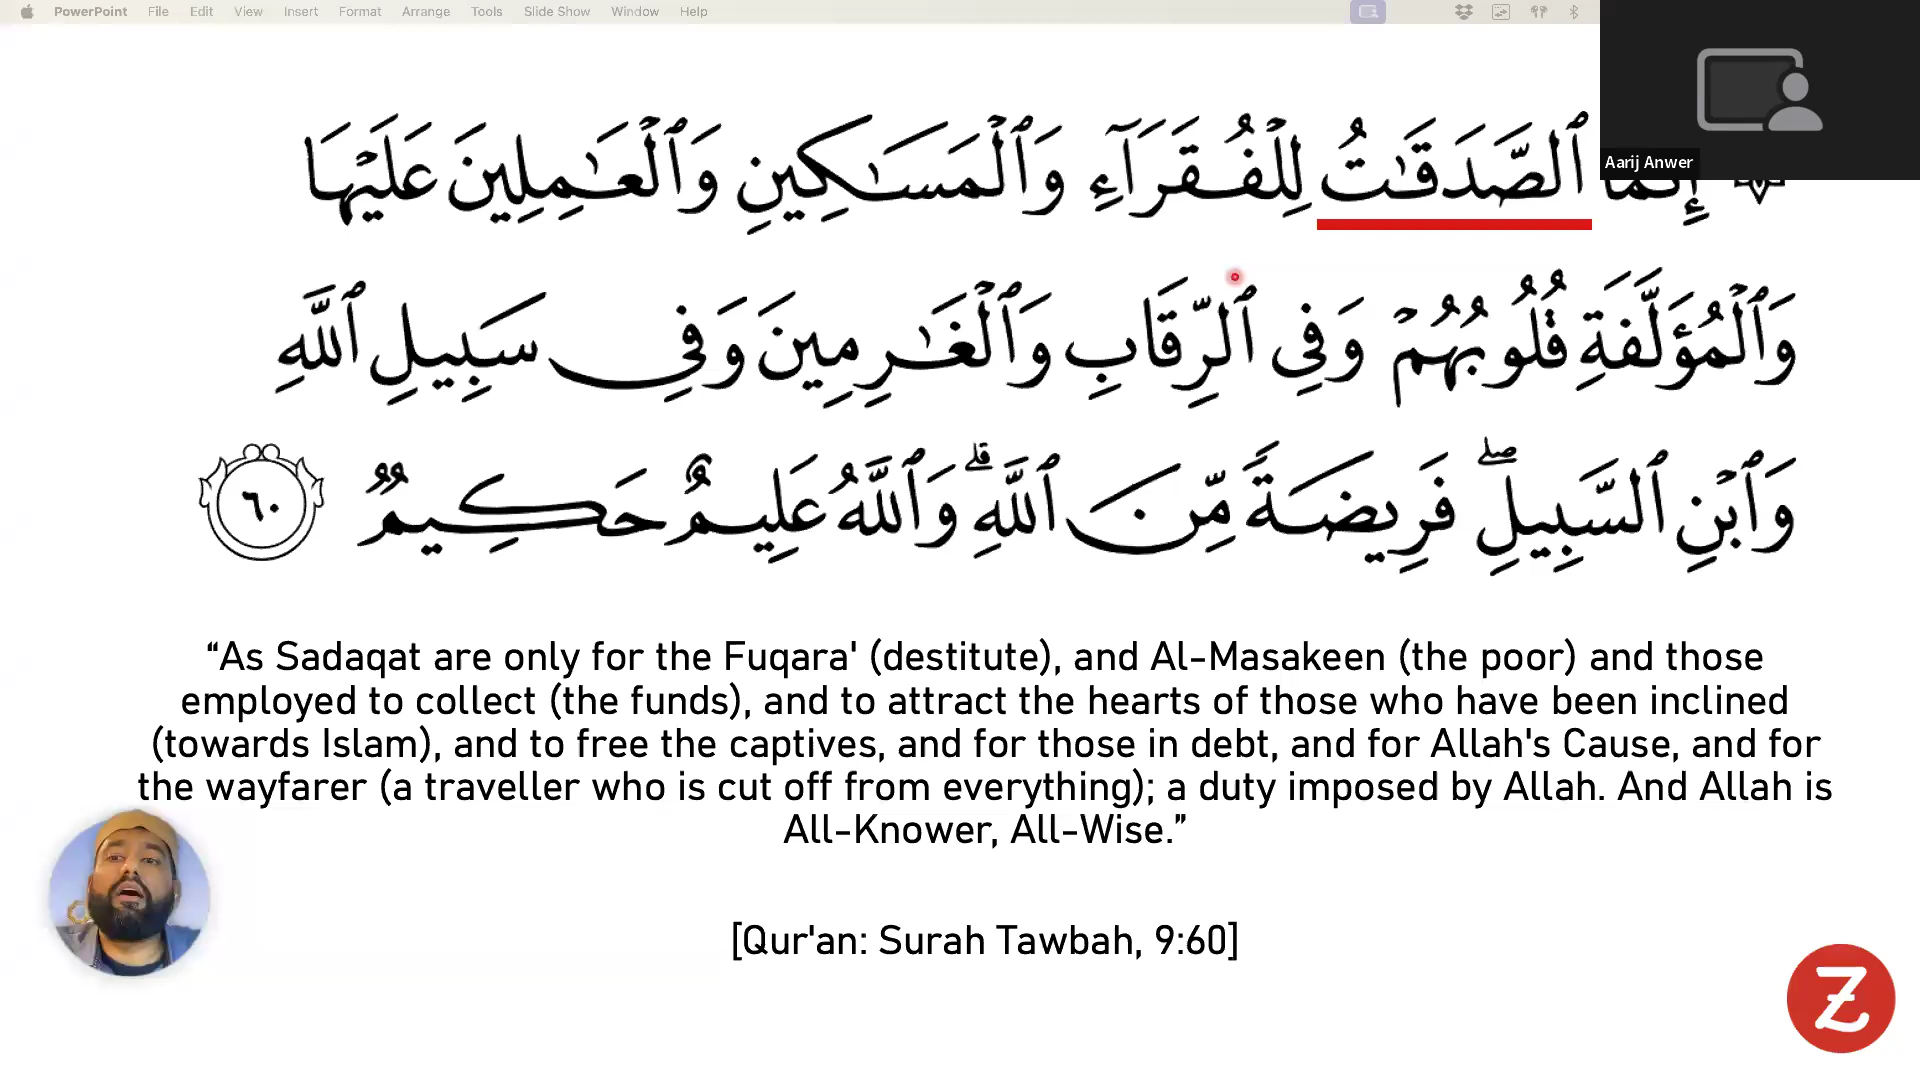 PowerPoint File Edit View Insert Format Arrange Tools Slide Show Window Help
Aarij Anwer
إِنَّمَا ٱلصَّدَقَٰتُ لِلْفُقَرَآءِ وَٱلْمَسَٰكِينِ وَٱلْعَٰمِلِينَ عَلَيْهَا
وَٱلْمُؤَلَّفَةِ قُلُوبُهُمْ وَفِى ٱلرِّقَابِ وَٱلْغَٰرِمِينَ وَفِى سَبِيلِ ٱللَّهِ
وَٱبْنِ ٱلسَّبِيلِ ۖ فَرِيضَةً مِّنَ ٱللَّهِ ۗ وَٱللَّهُ عَلِيمٌ حَكِيمٌ ٦٠
“As Sadaqat are only for the Fuqara' (destitute), and Al-Masakeen (the poor) and those
employed to collect (the funds), and to attract the hearts of those who have been inclined
(towards Islam), and to free the captives, and for those in debt, and for Allah's Cause, and for
the wayfarer (a traveller who is cut off from everything); a duty imposed by Allah. And Allah is
All-Knower, All-Wise.”
[Qur'an: Surah Tawbah, 9:60]
Z